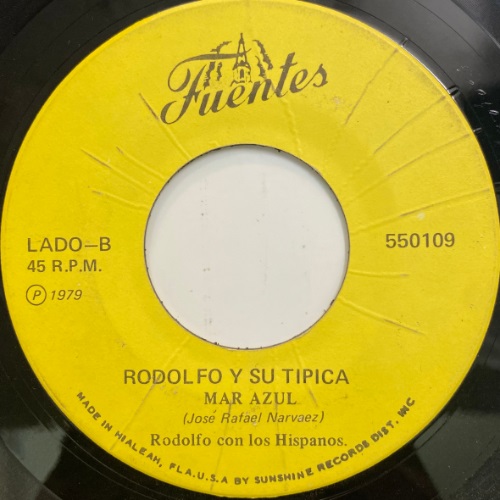 Fuentes
LADO-B
45 R.P.M.
Ⓟ 1979
550109
RODOLFO Y SU TIPICA
MAR AZUL
(José Rafael Narvaez)
Rodolfo con los Hispanos.
MADE IN HIALEAH, FLA. U.S.A BY SUNSHINE RECORDS DIST. INC